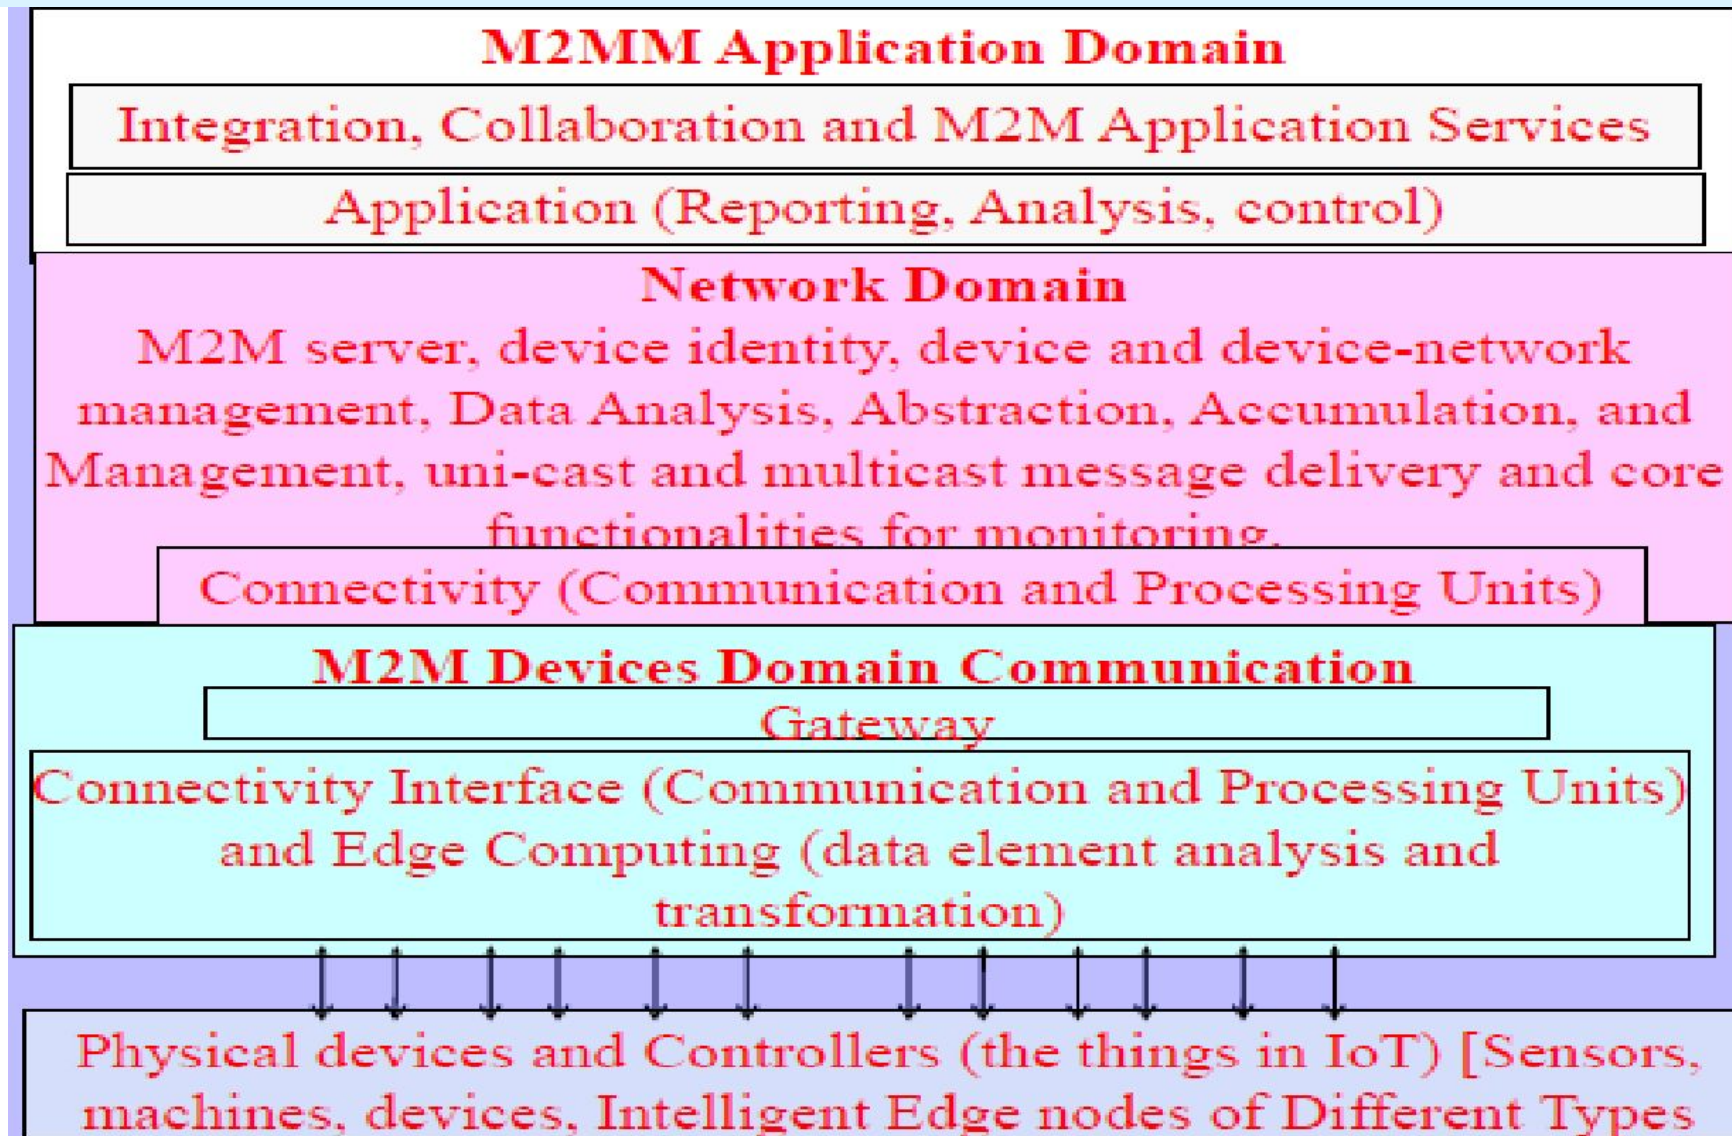 M2MM Application Domain
Integration, Collaboration and M2M Application Services
Application (Reporting, Analysis, control)
Network Domain
M2M server, device identity, device and device-network
management, Data Analysis, Abstraction, Accumulation, and
Management, uni-cast and multicast message delivery and core
functionalities for monitoring.
Connectivity (Communication and Processing Units)
M2M Devices Domain Communication
Gateway
Connectivity Interface (Communication and Processing Units)
and Edge Computing (data element analysis and
transformation)
Physical devices and Controllers (the things in IoT) [Sensors,
machines, devices, Intelligent Edge nodes of Different Types